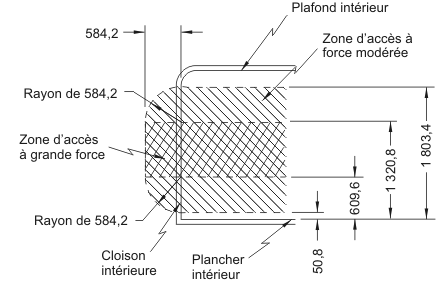 Plafond intérieur
584,2
Zone d'accès à
force modérée
Rayon de 584,2
Zone d'accès
à grande force
1 803,4
1 320,8
609,6
50,8
Rayon de 584,2
Cloison
intérieure
Plancher
intérieur